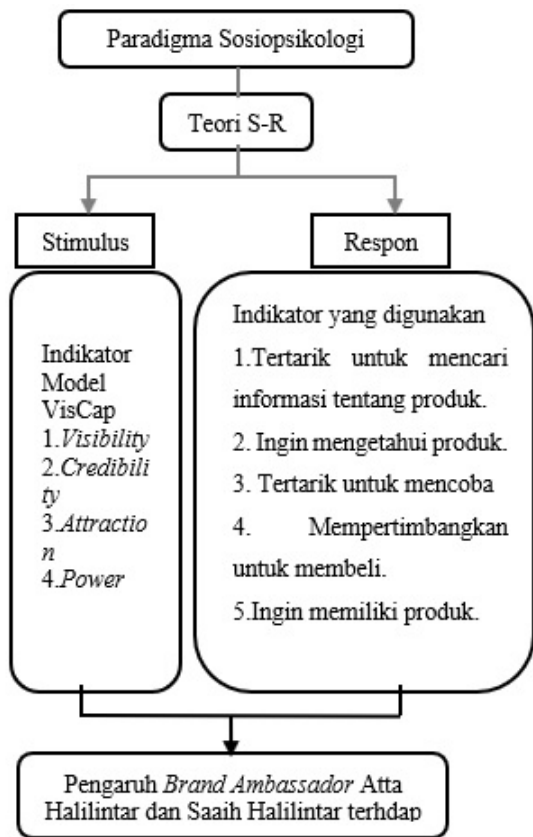 Paradigma Sosiopsikologi
Teori S-R
Stimulus
Respon
Indikator
Model
VisCap
1.Visibility
2.Credibili
ty
3.Attractio
n
4.Power
Indikator yang digunakan
1.Tertarik untuk mencari
informasi tentang produk.
2. Ingin mengetahui produk.
3. Tertarik untuk mencoba
4. Mempertimbangkan
untuk membeli.
5.Ingin memiliki produk.
Pengaruh Brand Ambassador Atta
Halilintar dan Saaih Halilintar terhdap